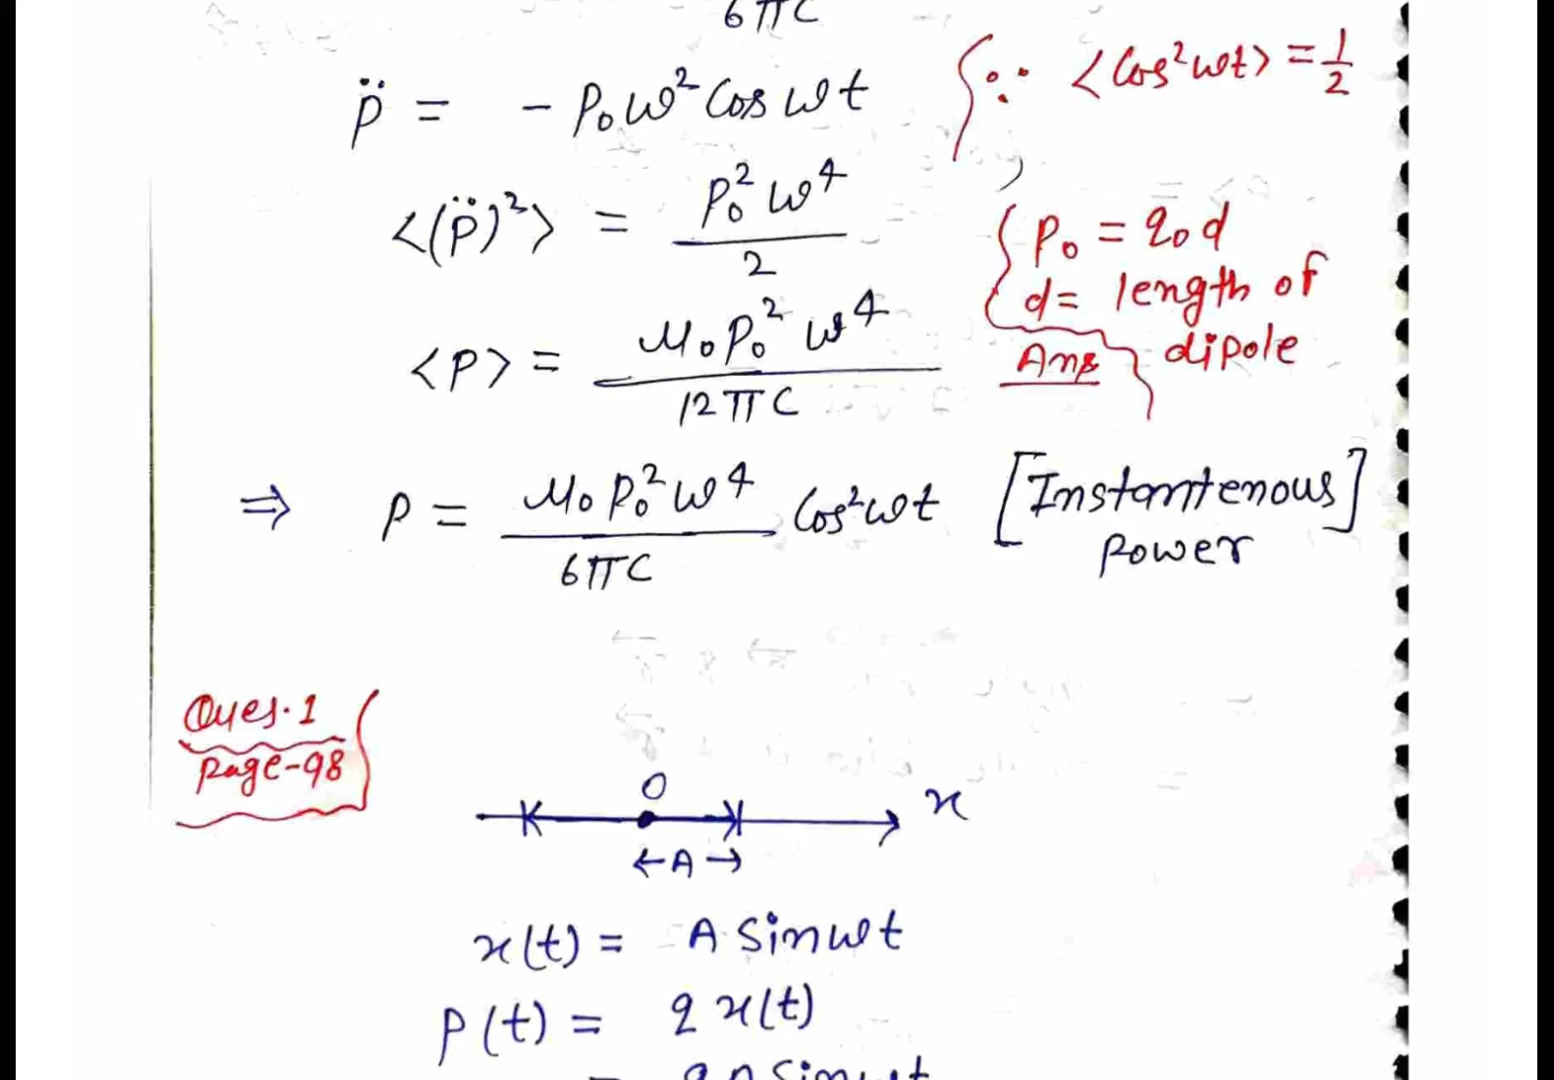 6πC
p̈ = - P₀ω² Cos ωt
{∵ <Cos²ωt> = 1/2
<(p̈)²> = P₀²ω⁴ / 2
{P₀ = q₀d
d = length of
dipole}
<P> = μ₀P₀²ω⁴ / 12πC
Ans
⇒ P = μ₀P₀²ω⁴ / 6πC Cos²ωt [Instantenous]
Power
Ques.1
Page-98
O
x
←A→
x(t) = A Sinωt
P(t) = q x(t)